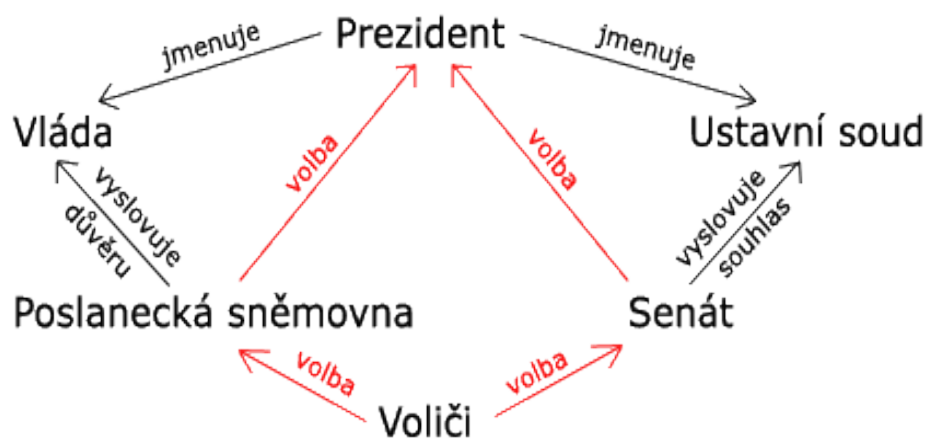 Prezident
jmenuje
jmenuje
Vláda
Ustavní soud
volba
volba
vyslovuje
důvěru
vyslovuje
souhlas
Poslanecká sněmovna
Senát
volba
volba
Voliči